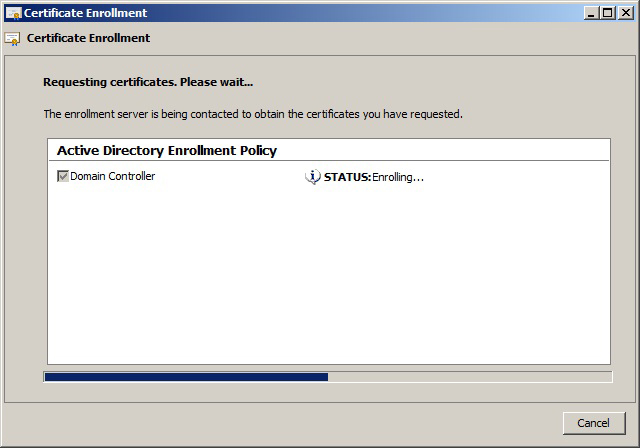 Certificate Enrollment
Certificate Enrollment
Requesting certificates. Please wait...
The enrollment server is being contacted to obtain the certificates you have requested.
Active Directory Enrollment Policy
Domain Controller
STATUS: Enrolling...
Cancel